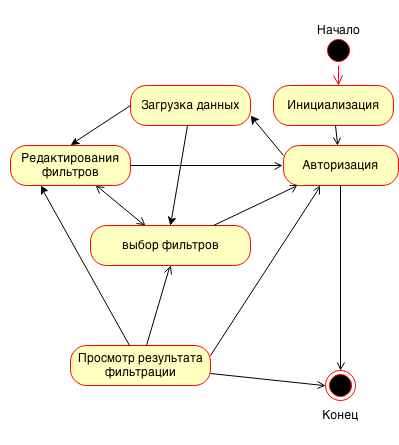 Начало
Загрузка данных
Инициализация
Редактирования
фильтров
Авторизация
выбор фильтров
Просмотр результата
фильтрации
Конец